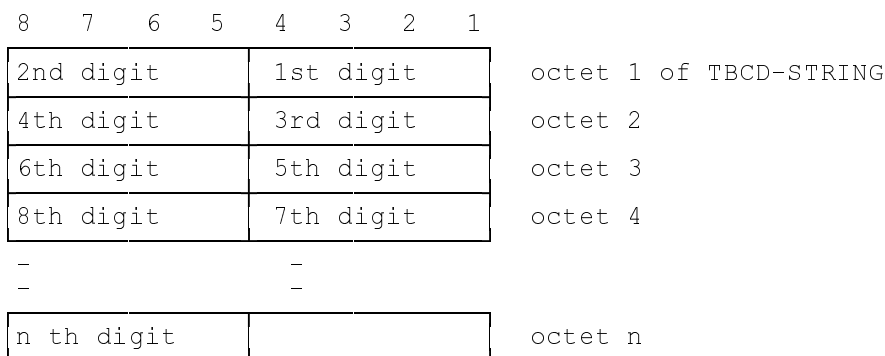 8 7 6 5 4 3 2 1
2nd digit 1st digit octet 1 of TBCD-STRING
4th digit 3rd digit octet 2
6th digit 5th digit octet 3
8th digit 7th digit octet 4
- -
- -
n th digit octet n